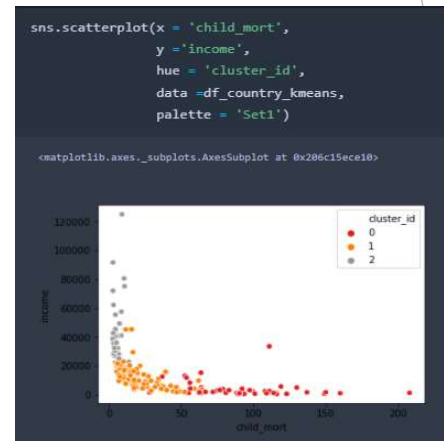 sns.scatterplot(x = 'child_mort',
y ='income',
hue = 'cluster_id',
data =df_country_kmeans,
palette = 'Set1')
<matplotlib.axes._subplots.AxesSubplot at 0x206c15ece10>
cluster_id
0
1
2
120000
100000
80000
60000
40000
20000
0
income
0 50 100 150 200
child_mort